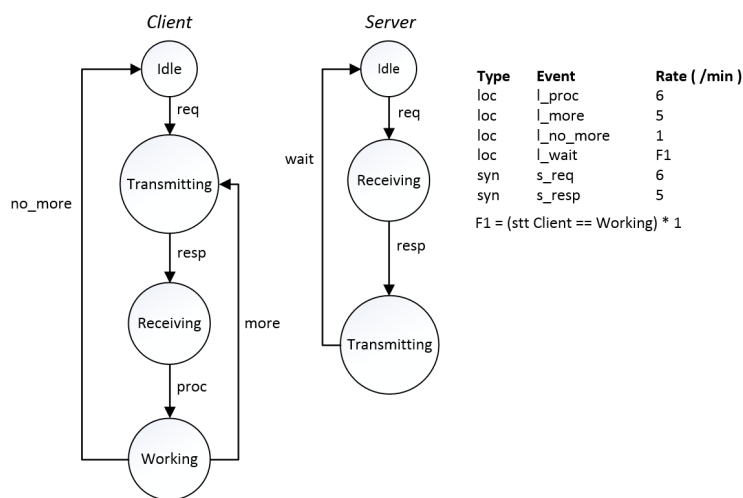 Client
Idle
req
Transmitting
no_more
resp
Receiving
more
proc
Working
Server
Idle
req
wait
Receiving
resp
Transmitting
Type Event Rate ( /min )
loc l_proc 6
loc l_more 5
loc l_no_more 1
loc l_wait F1
syn s_req 6
syn s_resp 5
F1 = (stt Client == Working) * 1